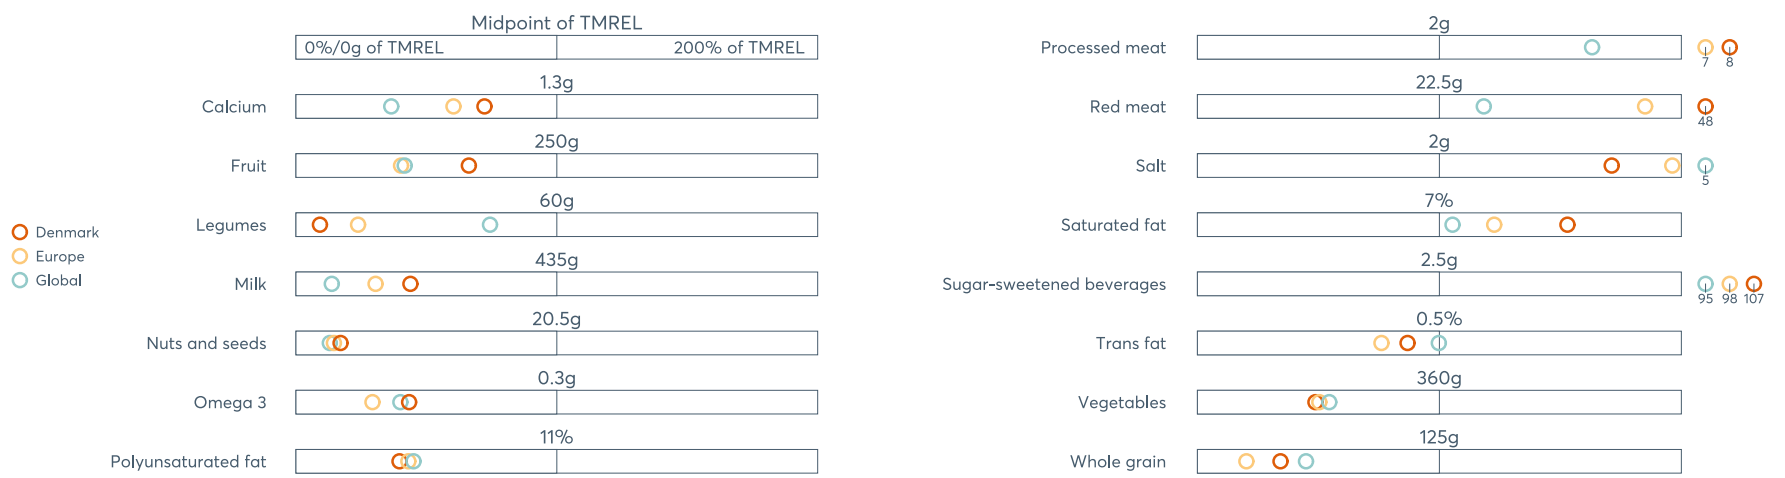 Midpoint of TMREL
0%/0g of TMREL 200% of TMREL
1.3g
Calcium
250g
Fruit
60g
Legumes
435g
Milk
20.5g
Nuts and seeds
0.3g
Omega 3
11%
Polyunsaturated fat
Denmark
Europe
Global
2g
Processed meat
7 8
22.5g
Red meat
48
2g
Salt
5
7%
Saturated fat
2.5g
Sugar-sweetened beverages
95 98 107
0.5%
Trans fat
360g
Vegetables
125g
Whole grain